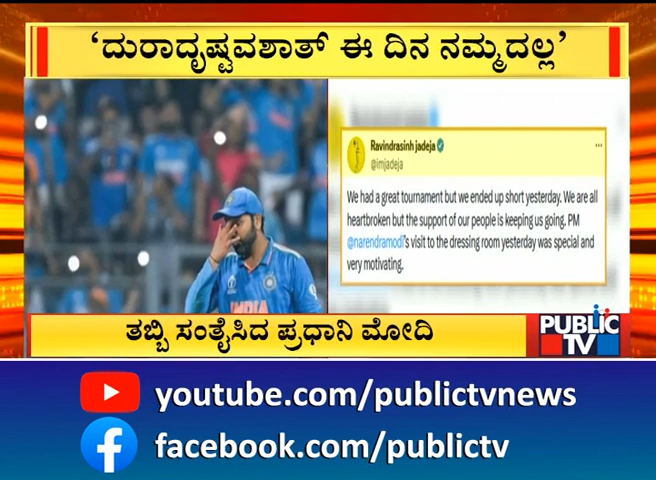 ‘ದುರಾದೃಷ್ಟವಶಾತ್ ಈ ದಿನ ನಮ್ಮದಲ್ಲ’
Ravindrasinh jadeja
@imjadeja
We had a great tournament but we ended up short yesterday. We are all
heartbroken but the support of our people is keeping us going. PM
@narendramodi's visit to the dressing room yesterday was special and
very motivating.
INDIA
ತಬ್ಬಿ ಸಂತೈಸಿದ ಪ್ರಧಾನಿ ಮೋದಿ
PUBLIC
TV
youtube.com/publictvnews
facebook.com/publictv